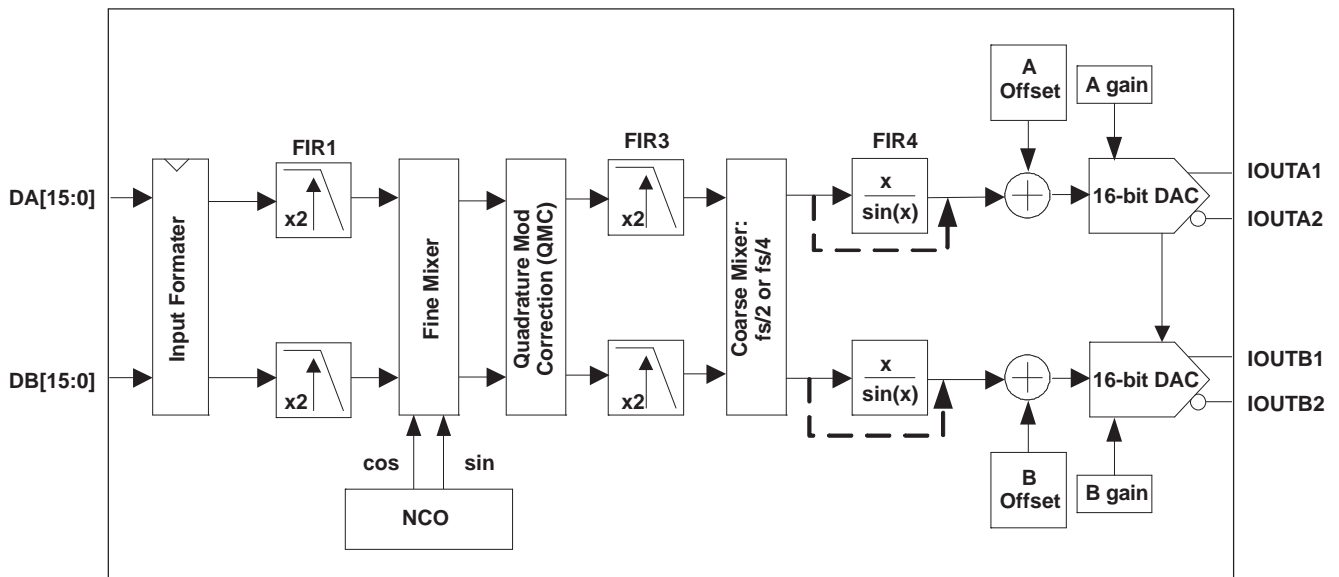 A
Offset
A gain
FIR1
FIR3
FIR4
DA[15:0]
DB[15:0]
Input Formater
x2
x2
Fine Mixer
Quadrature Mod
Correction (QMC)
x2
x2
Coarse Mixer:
fs/2 or fs/4
x
sin(x)
x
sin(x)
16-bit DAC
IOUTA1
IOUTA2
16-bit DAC
IOUTB1
IOUTB2
cos
sin
NCO
B
Offset
B gain